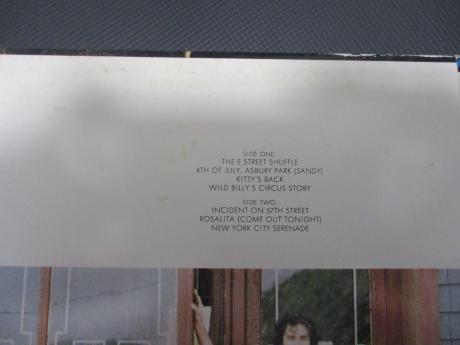 SIDE ONE:
THE E STREET SHUFFLE
4TH OF JULY, ASBURY PARK (SANDY)
KITTY'S BACK
WILD BILLY'S CIRCUS STORY
SIDE TWO:
INCIDENT ON 57TH STREET
ROSALITA (COME OUT TONIGHT)
NEW YORK CITY SERENADE